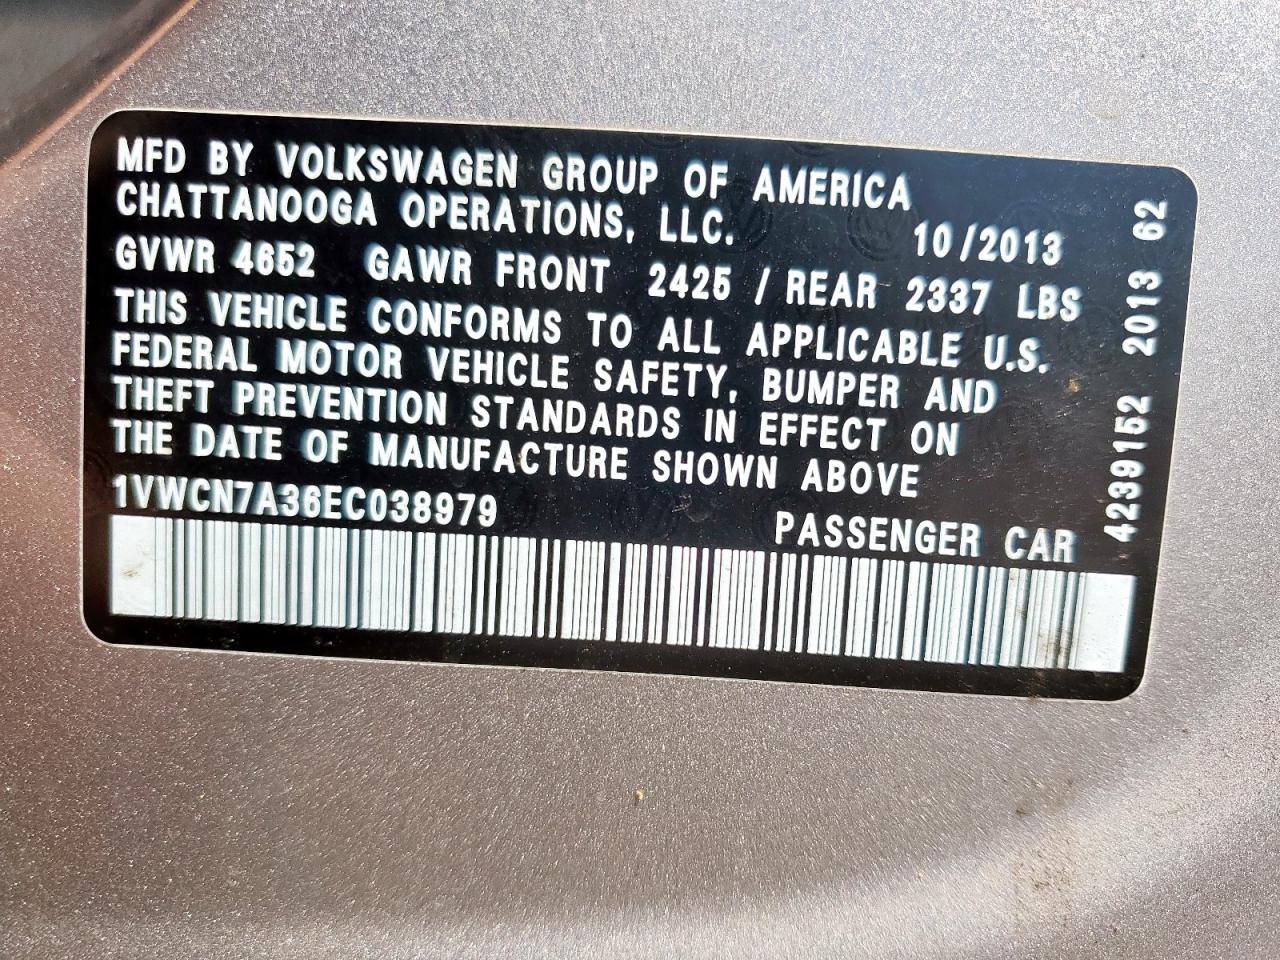 MFD BY VOLKSWAGEN GROUP OF AMERICA
CHATTANOOGA OPERATIONS, LLC. 10/2013
GVWR 4652 GAWR FRONT 2425 / REAR 2337 LBS
THIS VEHICLE CONFORMS TO ALL APPLICABLE U.S.
FEDERAL MOTOR VEHICLE SAFETY, BUMPER AND
THEFT PREVENTION STANDARDS IN EFFECT ON
THE DATE OF MANUFACTURE SHOWN ABOVE
1VWCN7A36EC038979 PASSENGER CAR
4239152 2013 62